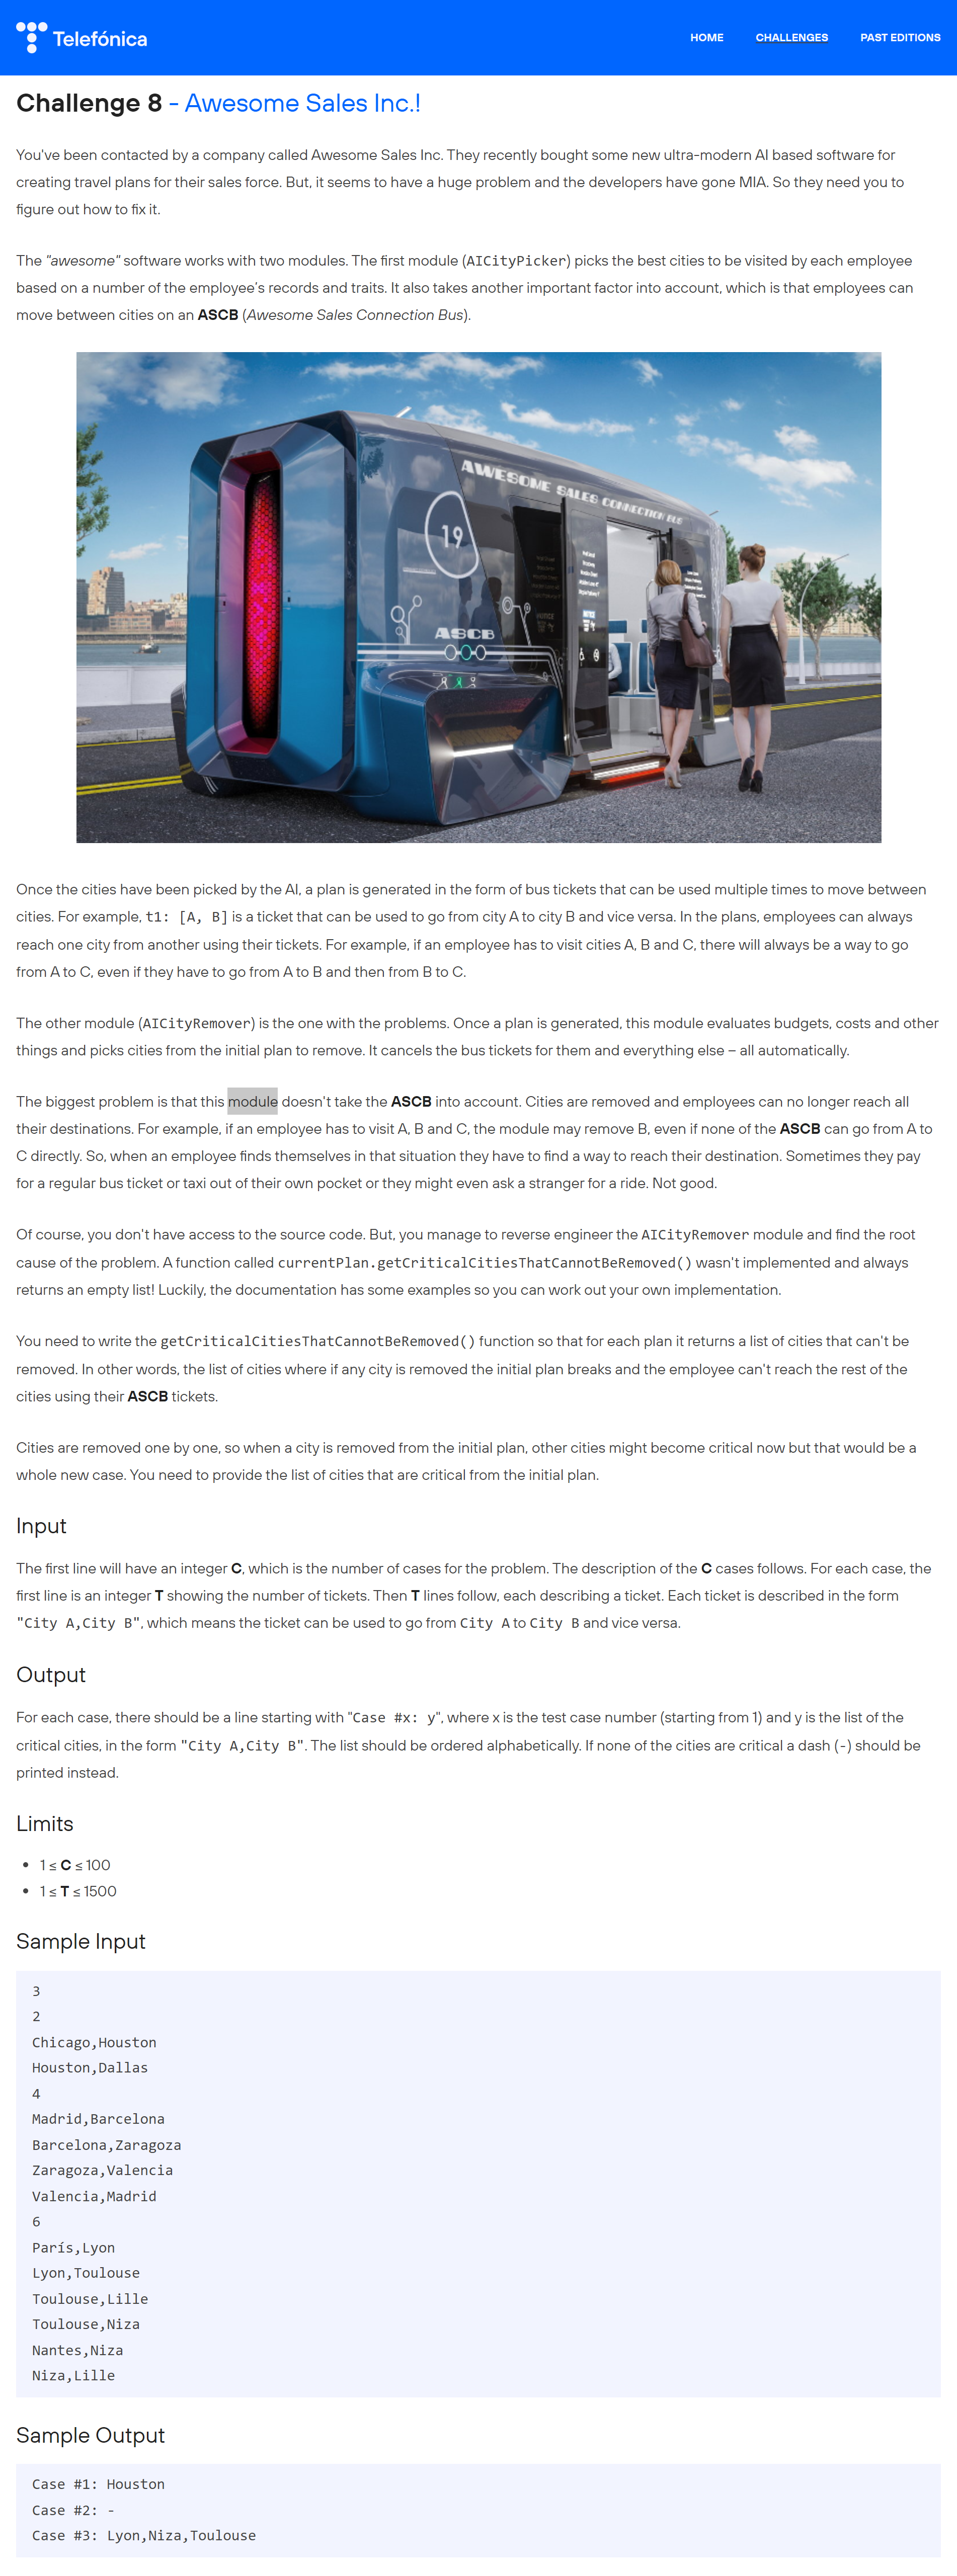 Telefónica
HOME CHALLENGES PAST EDITIONS
Challenge 8 - Awesome Sales Inc.!
You've been contacted by a company called Awesome Sales Inc. They recently bought some new ultra-modern AI based software for
creating travel plans for their sales force. But, it seems to have a huge problem and the developers have gone MIA. So they need you to
figure out how to fix it.
The "awesome" software works with two modules. The first module (AICityPicker) picks the best cities to be visited by each employee
based on a number of the employee's records and traits. It also takes another important factor into account, which is that employees can
move between cities on an ASCB (Awesome Sales Connection Bus).
AWESOME SALES CONNECTION BUS
19
ASCB
Once the cities have been picked by the AI, a plan is generated in the form of bus tickets that can be used multiple times to move between
cities. For example, t1: [A, B] is a ticket that can be used to go from city A to city B and vice versa. In the plans, employees can always
reach one city from another using their tickets. For example, if an employee has to visit cities A, B and C, there will always be a way to go
from A to C, even if they have to go from A to B and then from B to C.
The other module (AICityRemover) is the one with the problems. Once a plan is generated, this module evaluates budgets, costs and other
things and picks cities from the initial plan to remove. It cancels the bus tickets for them and everything else – all automatically.
The biggest problem is that this module doesn't take the ASCB into account. Cities are removed and employees can no longer reach all
their destinations. For example, if an employee has to visit A, B and C, the module may remove B, even if none of the ASCB can go from A to
C directly. So, when an employee finds themselves in that situation they have to find a way to reach their destination. Sometimes they pay
for a regular bus ticket or taxi out of their own pocket or they might even ask a stranger for a ride. Not good.
Of course, you don't have access to the source code. But, you manage to reverse engineer the AICityRemover module and find the root
cause of the problem. A function called currentPlan.getCriticalCitiesThatCannotBeRemoved() wasn't implemented and always
returns an empty list! Luckily, the documentation has some examples so you can work out your own implementation.
You need to write the getCriticalCitiesThatCannotBeRemoved() function so that for each plan it returns a list of cities that can't be
removed. In other words, the list of cities where if any city is removed the initial plan breaks and the employee can't reach the rest of the
cities using their ASCB tickets.
Cities are removed one by one, so when a city is removed from the initial plan, other cities might become critical now but that would be a
whole new case. You need to provide the list of cities that are critical from the initial plan.
Input
The first line will have an integer C, which is the number of cases for the problem. The description of the C cases follows. For each case, the
first line is an integer T showing the number of tickets. Then T lines follow, each describing a ticket. Each ticket is described in the form
"City A,City B", which means the ticket can be used to go from City A to City B and vice versa.
Output
For each case, there should be a line starting with "Case #x: y", where x is the test case number (starting from 1) and y is the list of the
critical cities, in the form "City A,City B". The list should be ordered alphabetically. If none of the cities are critical a dash (-) should be
printed instead.
Limits
• 1 ≤ C ≤ 100
• 1 ≤ T ≤ 1500
Sample Input
3
2
Chicago,Houston
Houston,Dallas
4
Madrid,Barcelona
Barcelona,Zaragoza
Zaragoza,Valencia
Valencia,Madrid
6
París,Lyon
Lyon,Toulouse
Toulouse,Lille
Toulouse,Niza
Nantes,Niza
Niza,Lille
Sample Output
Case #1: Houston
Case #2: -
Case #3: Lyon,Niza,Toulouse